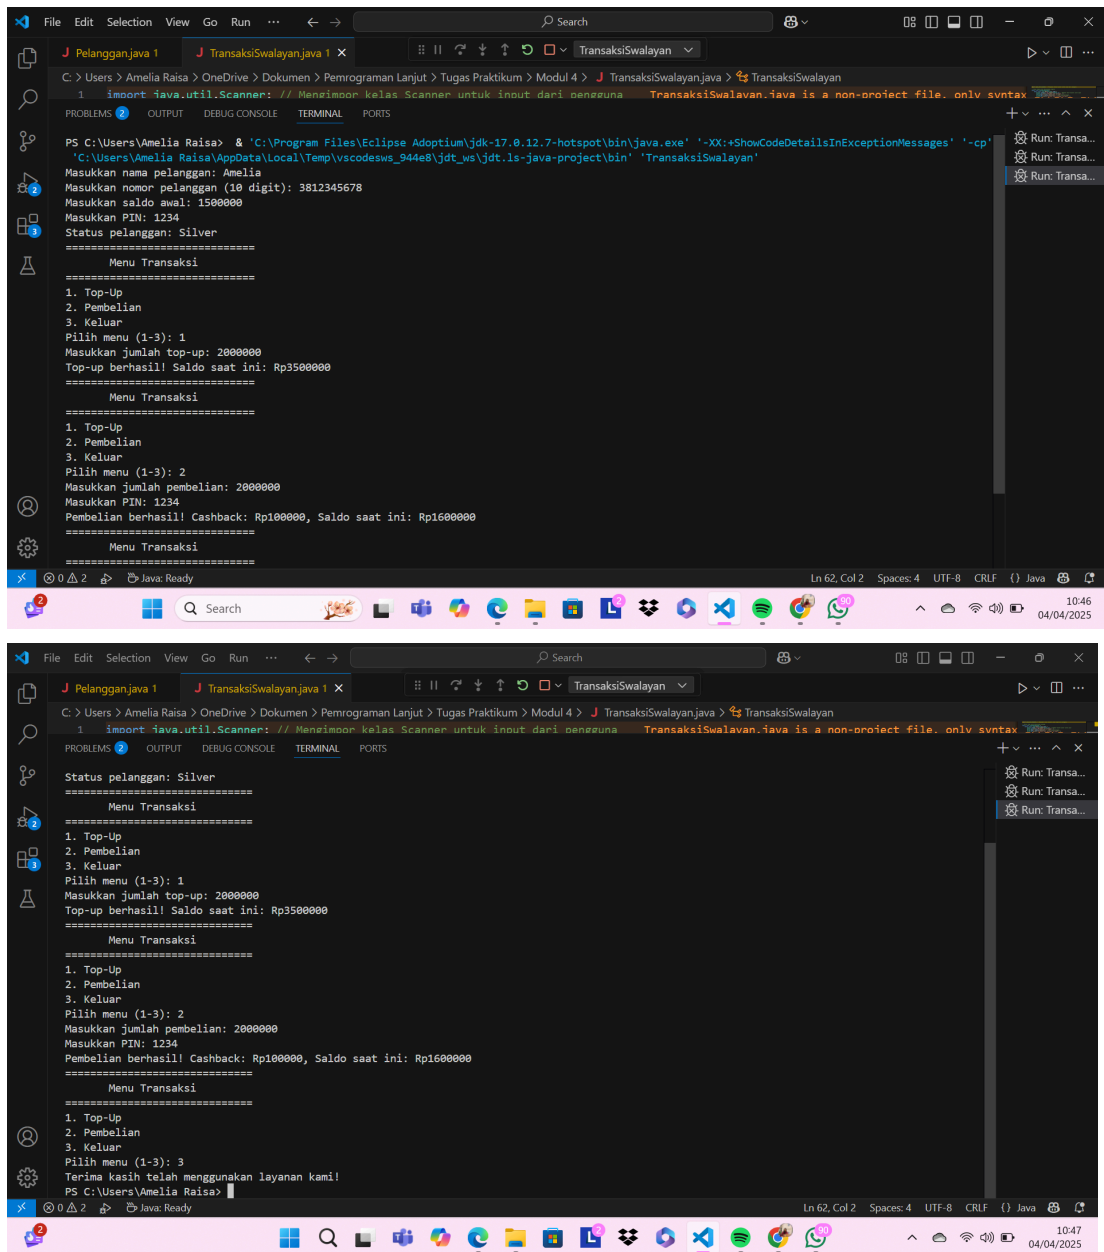 File Edit Selection View Go Run ··· ← → Search
J Pelanggan.java 1 J TransaksiSwalayan.java 1 × TransaksiSwalayan
C: > Users > Amelia Raisa > OneDrive > Dokumen > Pemrograman Lanjut > Tugas Praktikum > Modul 4 > J TransaksiSwalayan.java > TransaksiSwalayan
1 import java.util.Scanner; // Mengimpor kelas Scanner untuk input dari pengguna TransaksiSwalayan.java is a non-project file, only syntax
PROBLEMS 2 OUTPUT DEBUG CONSOLE TERMINAL PORTS
PS C:\Users\Amelia Raisa> & 'C:\Program Files\Eclipse Adoptium\jdk-17.0.12.7-hotspot\bin\java.exe' '-XX:+ShowCodeDetailsInExceptionMessages' '-cp'
'C:\Users\Amelia Raisa\AppData\Local\Temp\vscodesws_944e8\jdt_ws\jdt.ls-java-project\bin' 'TransaksiSwalayan'
Masukkan nama pelanggan: Amelia
Masukkan nomor pelanggan (10 digit): 3812345678
Masukkan saldo awal: 1500000
Masukkan PIN: 1234
Status pelanggan: Silver
==============================
Menu Transaksi
==============================
1. Top-Up
2. Pembelian
3. Keluar
Pilih menu (1-3): 1
Masukkan jumlah top-up: 2000000
Top-up berhasil! Saldo saat ini: Rp3500000
==============================
Menu Transaksi
==============================
1. Top-Up
2. Pembelian
3. Keluar
Pilih menu (1-3): 2
Masukkan jumlah pembelian: 2000000
Masukkan PIN: 1234
Pembelian berhasil! Cashback: Rp100000, Saldo saat ini: Rp1600000
==============================
Menu Transaksi
==============================
Run: Transa...
Run: Transa...
Run: Transa...
2
3
0 2 Java: Ready Ln 62, Col 2 Spaces: 4 UTF-8 CRLF {} Java
2 Search 2 90 10:46
04/04/2025
File Edit Selection View Go Run ··· ← → Search
J Pelanggan.java 1 J TransaksiSwalayan.java 1 × TransaksiSwalayan
C: > Users > Amelia Raisa > OneDrive > Dokumen > Pemrograman Lanjut > Tugas Praktikum > Modul 4 > J TransaksiSwalayan.java > TransaksiSwalayan
1 import java.util.Scanner; // Mengimpor kelas Scanner untuk input dari pengguna TransaksiSwalayan.java is a non-project file, only syntax
PROBLEMS 2 OUTPUT DEBUG CONSOLE TERMINAL PORTS
Status pelanggan: Silver
==============================
Menu Transaksi
==============================
1. Top-Up
2. Pembelian
3. Keluar
Pilih menu (1-3): 1
Masukkan jumlah top-up: 2000000
Top-up berhasil! Saldo saat ini: Rp3500000
==============================
Menu Transaksi
==============================
1. Top-Up
2. Pembelian
3. Keluar
Pilih menu (1-3): 2
Masukkan jumlah pembelian: 2000000
Masukkan PIN: 1234
Pembelian berhasil! Cashback: Rp100000, Saldo saat ini: Rp1600000
==============================
Menu Transaksi
==============================
1. Top-Up
2. Pembelian
3. Keluar
Pilih menu (1-3): 3
Terima kasih telah menggunakan layanan kami!
PS C:\Users\Amelia Raisa>
Run: Transa...
Run: Transa...
Run: Transa...
2
3
0 2 Java: Ready Ln 62, Col 2 Spaces: 4 UTF-8 CRLF {} Java
2 2 90 10:47
04/04/2025